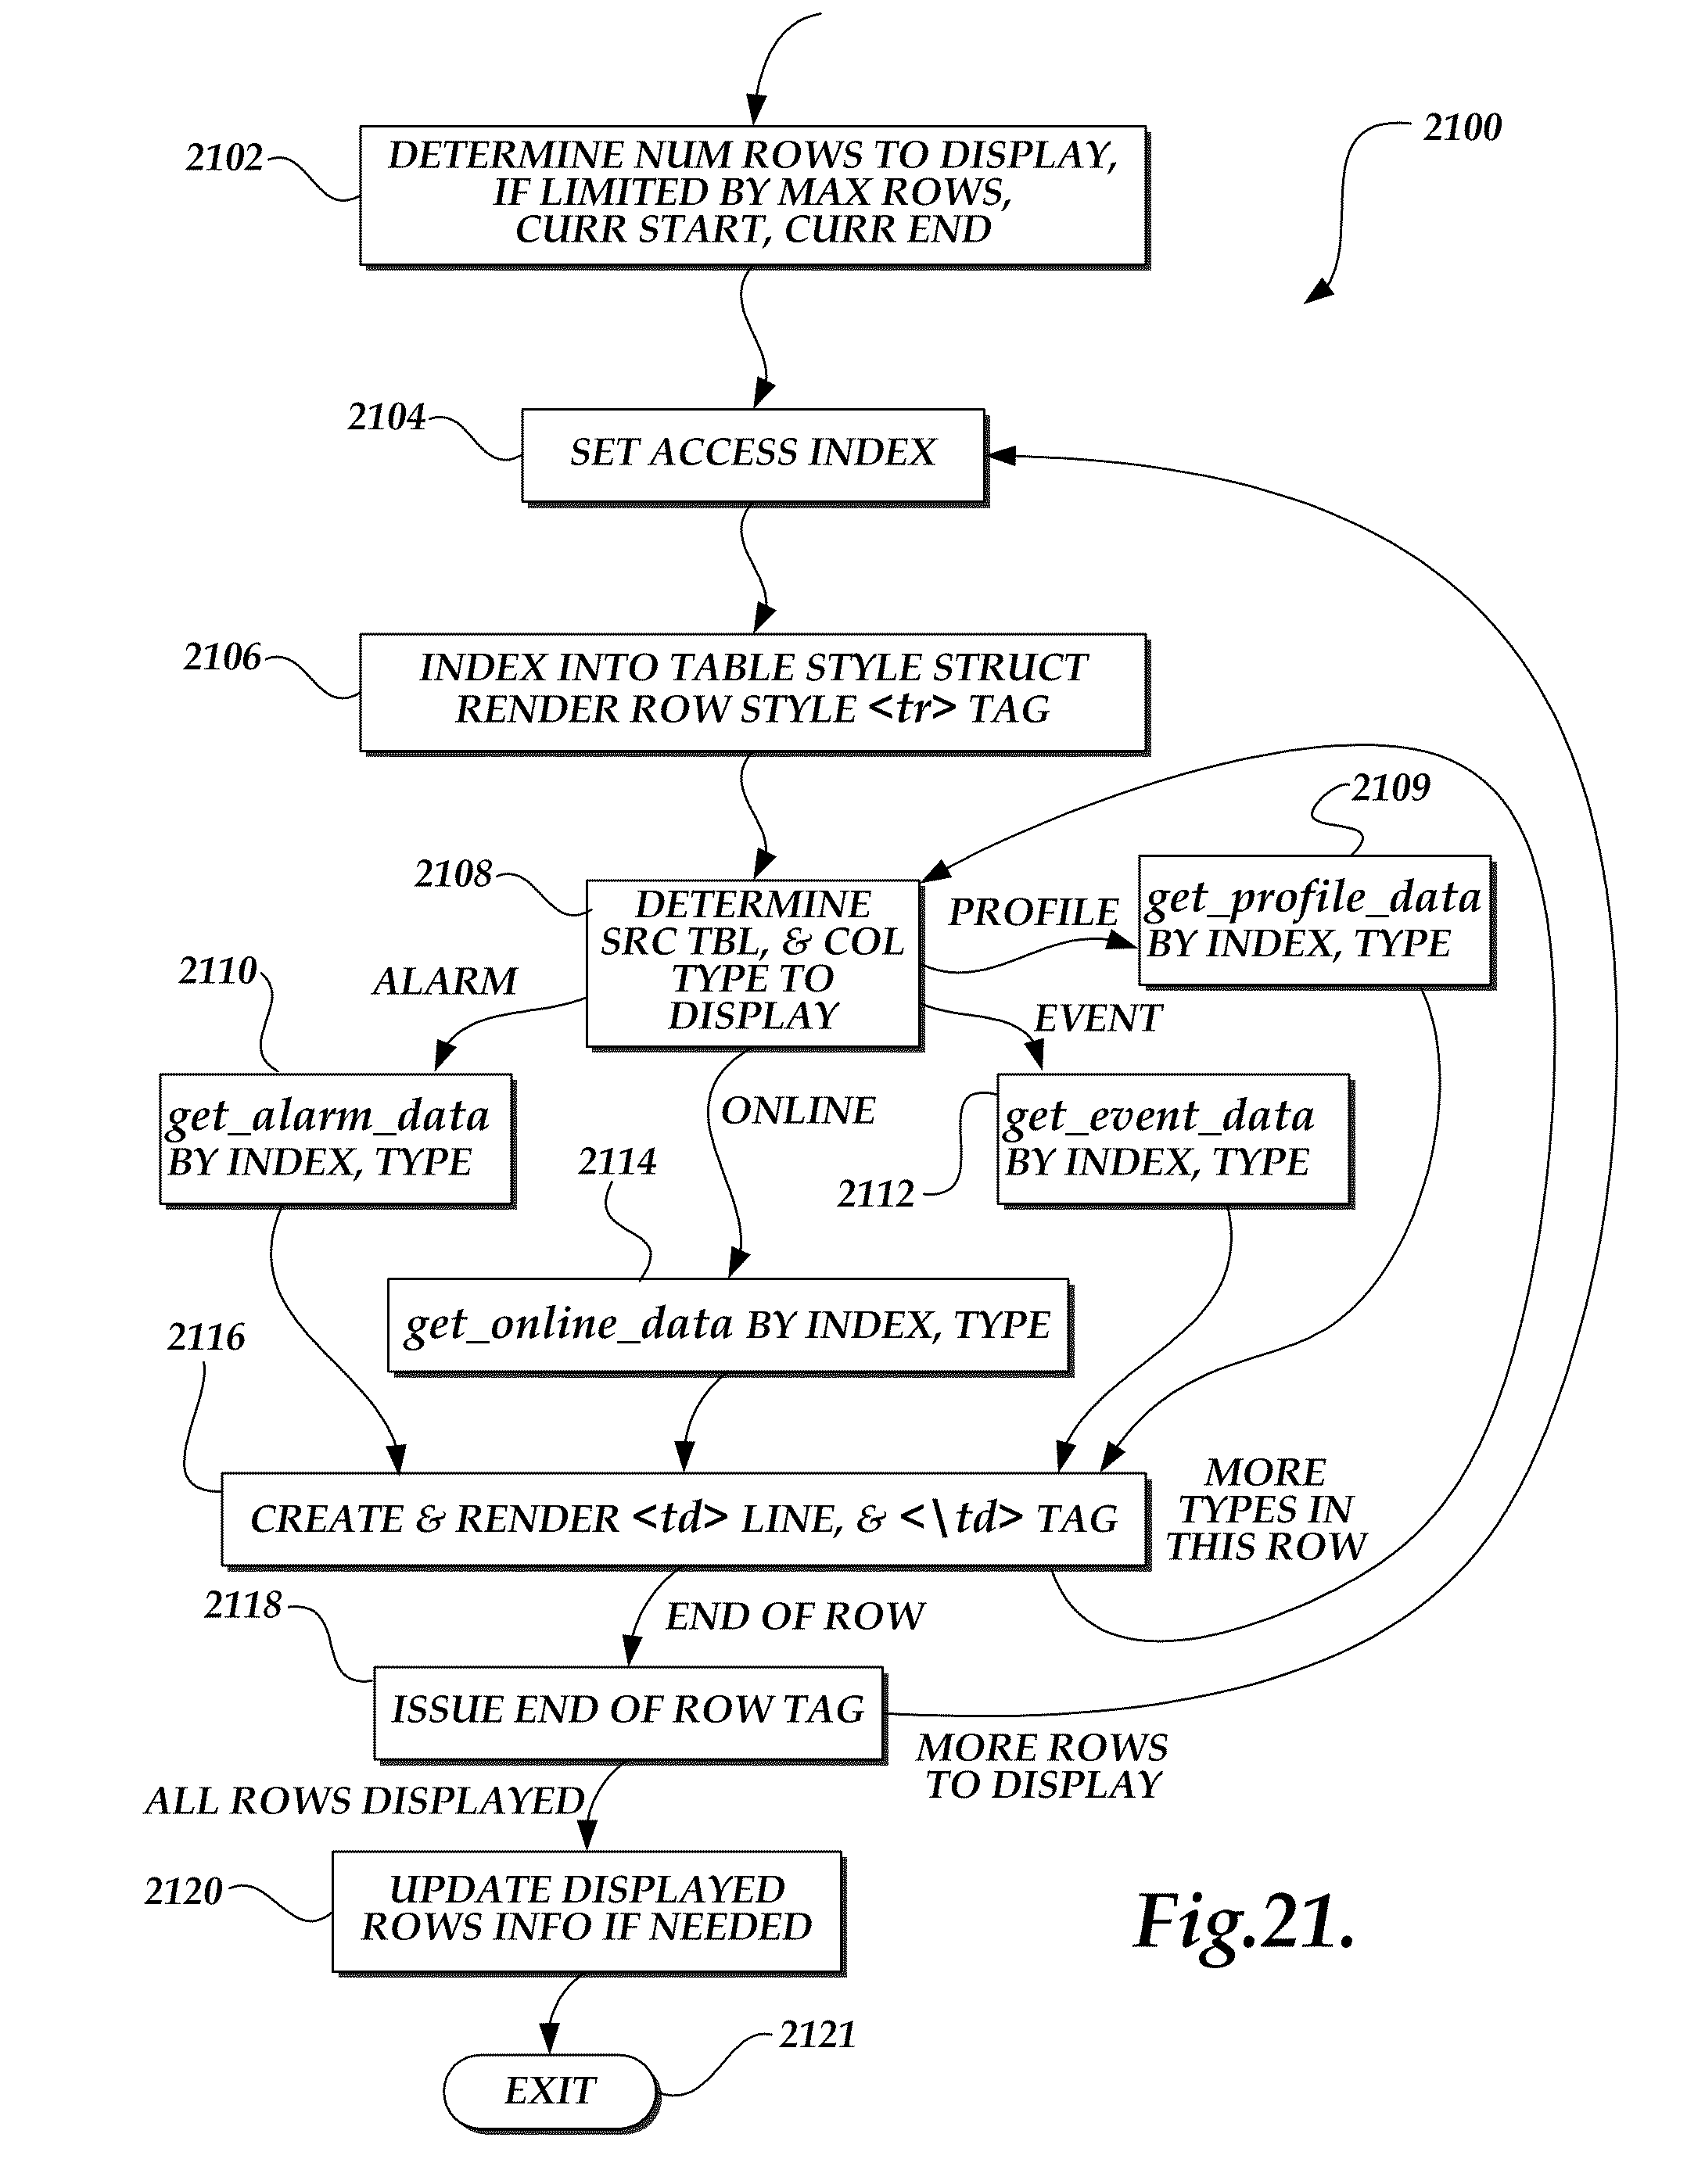 2100
2102
DETERMINE NUM ROWS TO DISPLAY,
IF LIMITED BY MAX ROWS,
CURR START, CURR END
2104
SET ACCESS INDEX
2106
INDEX INTO TABLE STYLE STRUCT
RENDER ROW STYLE <tr> TAG
2108
DETERMINE
SRC TBL, & COL
TYPE TO
DISPLAY
PROFILE
2109
get_profile_data
BY INDEX, TYPE
ALARM
2110
get_alarm_data
BY INDEX, TYPE
EVENT
2112
get_event_data
BY INDEX, TYPE
ONLINE
2114
get_online_data BY INDEX, TYPE
2116
CREATE & RENDER <td> LINE, & <\td> TAG
MORE
TYPES IN
THIS ROW
END OF ROW
2118
ISSUE END OF ROW TAG
MORE ROWS
TO DISPLAY
ALL ROWS DISPLAYED
2120
UPDATE DISPLAYED
ROWS INFO IF NEEDED
2121
EXIT
Fig.21.